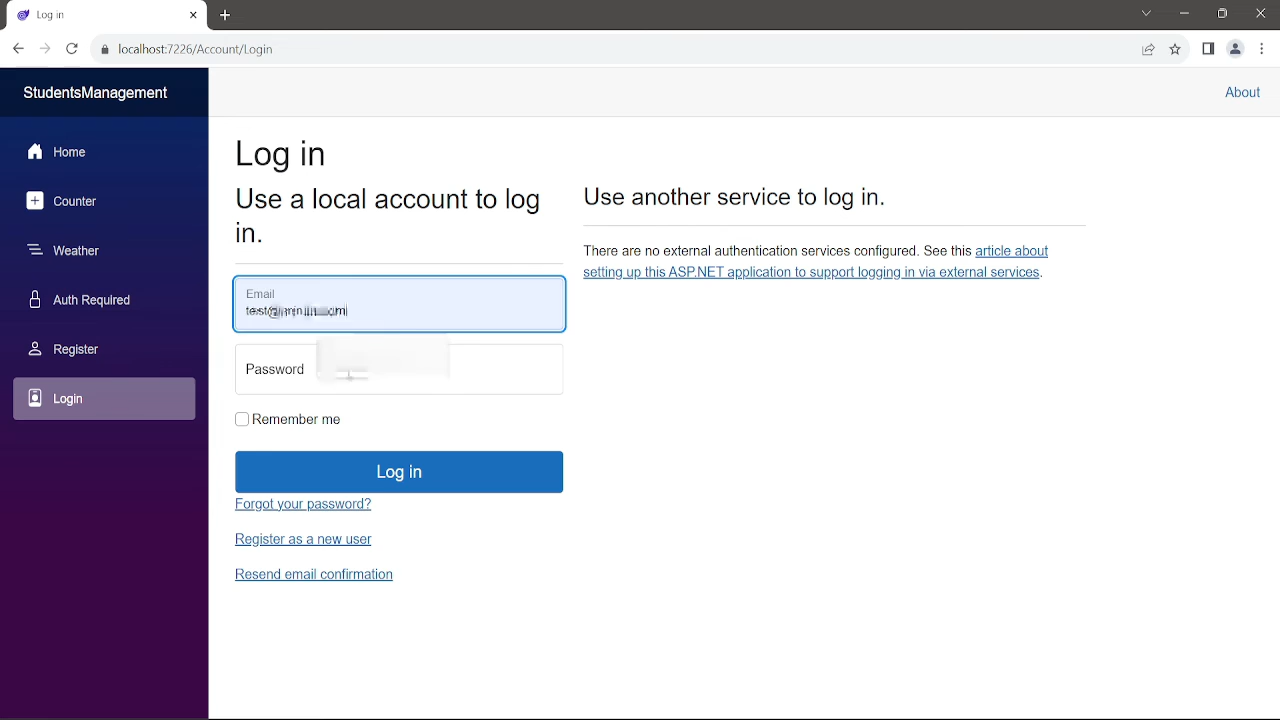 Log in
localhost:7226/Account/Login
StudentsManagement
About
Home
Counter
Weather
Auth Required
Register
Login
Log in
Use a local account to log
in.
Email
Password
Remember me
Log in
Forgot your password?
Register as a new user
Resend email confirmation
Use another service to log in.
There are no external authentication services configured. See this article about
setting up this ASP.NET application to support logging in via external services.